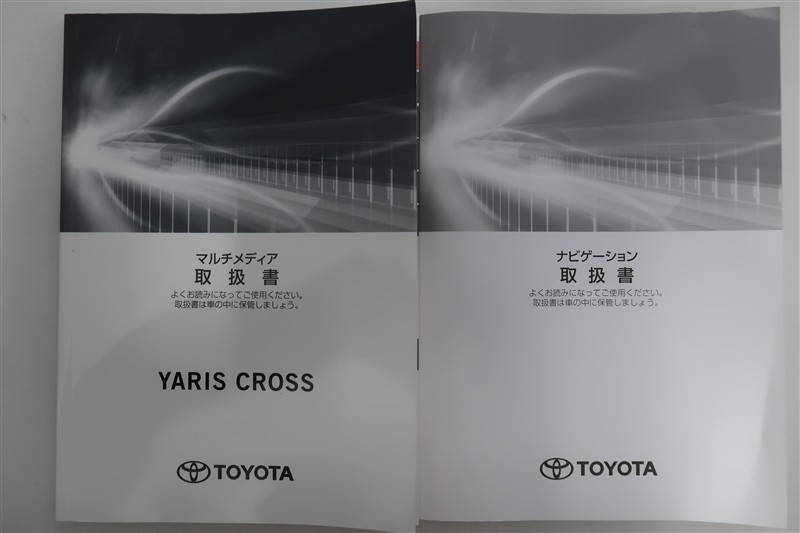 マルチメディア
取扱書
よくお読みになってご使用ください。
取扱書は車の中に保管しましょう。
YARIS CROSS
TOYOTA
ナビゲーション
取扱書
よくお読みになってご使用ください。
取扱書は車の中に保管しましょう。
TOYOTA